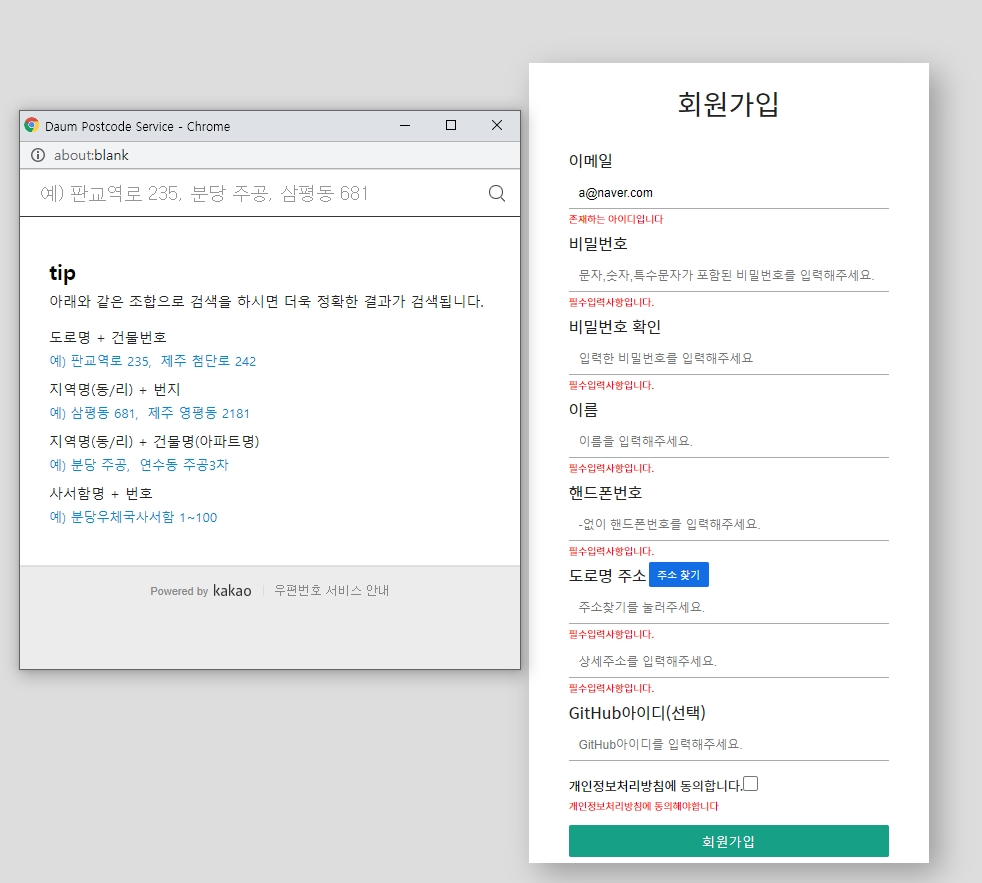 Daum Postcode Service - Chrome
about:blank
예) 판교역로 235, 분당 주공, 삼평동 681
tip
아래와 같은 조합으로 검색을 하시면 더욱 정확한 결과가 검색됩니다.
도로명 + 건물번호
예) 판교역로 235, 제주 첨단로 242
지역명(동/리) + 번지
예) 삼평동 681, 제주 영평동 2181
지역명(동/리) + 건물명(아파트명)
예) 분당 주공, 연수동 주공3차
사서함명 + 번호
예) 분당우체국사서함 1~100
Powered by kakao 우편번호 서비스 안내
회원가입
이메일
a@naver.com
존재하는 아이디입니다
비밀번호
문자,숫자,특수문자가 포함된 비밀번호를 입력해주세요.
필수입력사항입니다.
비밀번호 확인
입력한 비밀번호를 입력해주세요
필수입력사항입니다.
이름
이름을 입력해주세요.
필수입력사항입니다.
핸드폰번호
-없이 핸드폰번호를 입력해주세요.
필수입력사항입니다.
도로명 주소 주소 찾기
주소찾기를 눌러주세요.
필수입력사항입니다.
상세주소를 입력해주세요.
필수입력사항입니다.
GitHub아이디(선택)
GitHub아이디를 입력해주세요.
개인정보처리방침에 동의합니다.
개인정보처리방침에 동의해야합니다
회원가입